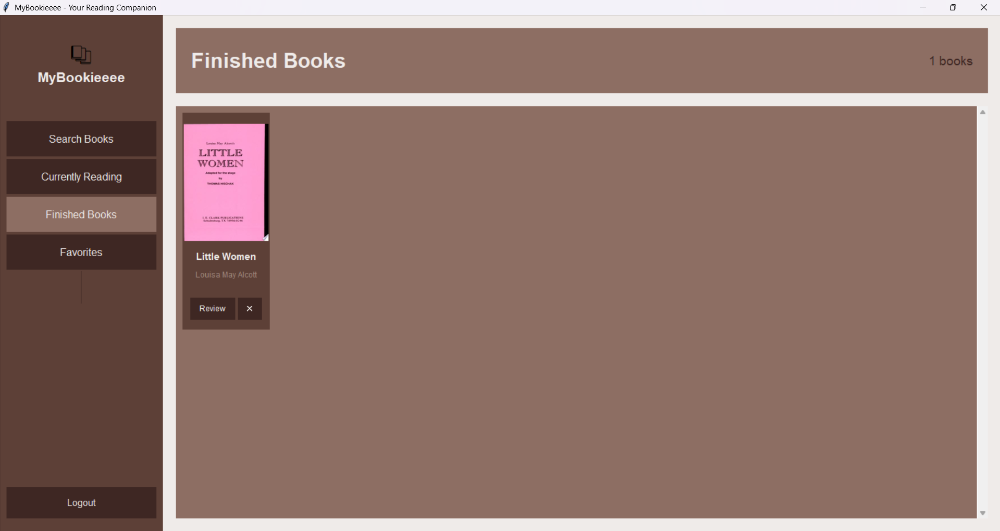 MyBookieeee - Your Reading Companion
MyBookieeee
Search Books
Currently Reading
Finished Books
Favorites
Logout
Finished Books
1 books
Louisa May Alcott's
LITTLE
WOMEN
Adapted for the stage
by
THOMAS HISCHAK
I. E. CLARK PUBLICATIONS
Schulenburg, TX 78956-0246
Little Women
Louisa May Alcott
Review ×